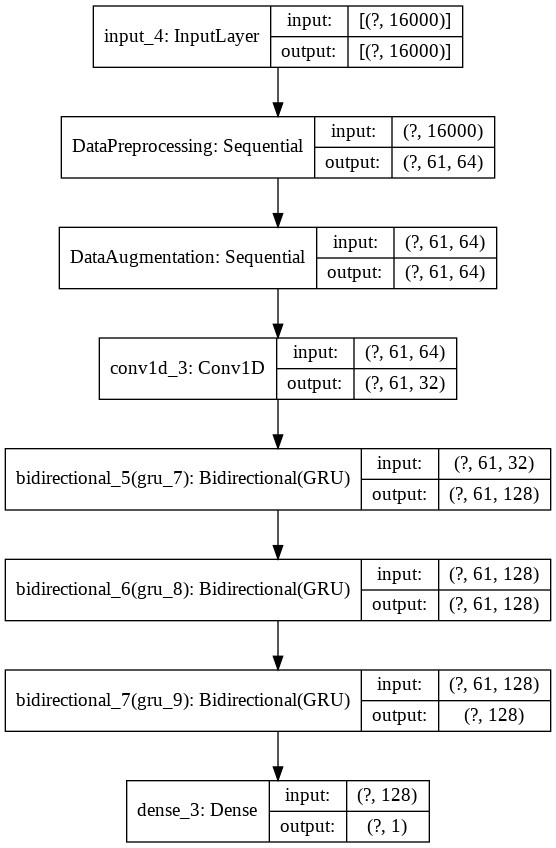 input_4: InputLayer
input:
[(?, 16000)]
output:
[(?, 16000)]
DataPreprocessing: Sequential
input:
(?, 16000)
output:
(?, 61, 64)
DataAugmentation: Sequential
input:
(?, 61, 64)
output:
(?, 61, 64)
conv1d_3: Conv1D
input:
(?, 61, 64)
output:
(?, 61, 32)
bidirectional_5(gru_7): Bidirectional(GRU)
input:
(?, 61, 32)
output:
(?, 61, 128)
bidirectional_6(gru_8): Bidirectional(GRU)
input:
(?, 61, 128)
output:
(?, 61, 128)
bidirectional_7(gru_9): Bidirectional(GRU)
input:
(?, 61, 128)
output:
(?, 128)
dense_3: Dense
input:
(?, 128)
output:
(?, 1)